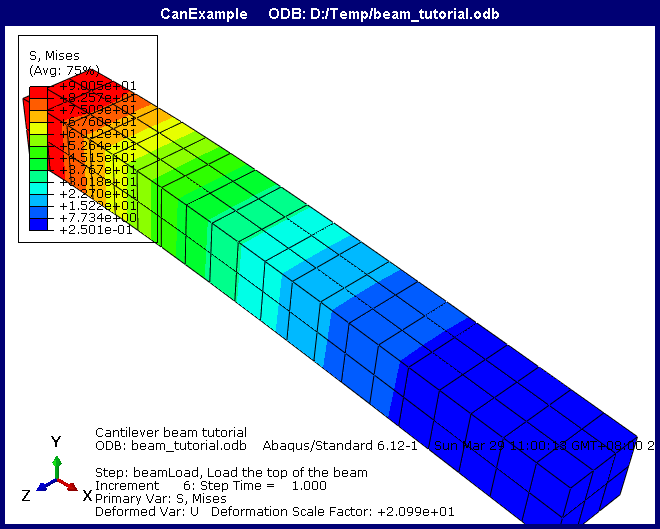 CanExample ODB: D:/Temp/beam_tutorial.odb
S, Mises
(Avg: 75%)
+9.005e+01
+8.257e+01
+7.509e+01
+6.760e+01
+6.012e+01
+5.264e+01
+4.515e+01
+3.767e+01
+3.018e+01
+2.270e+01
+1.522e+01
+7.734e+00
+2.501e-01
Cantilever beam tutorial
ODB: beam_tutorial.odb Abaqus/Standard 6.12-1 Sun Mar
Step: beamLoad, Load the top of the beam
Increment 6: Step Time = 1.000
Primary Var: S, Mises
Deformed Var: U Deformation Scale Factor: +2.099e+01
Y
Z
X